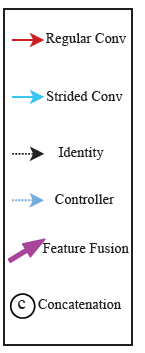 Regular Conv
Strided Conv
Identity
Controller
Feature Fusion
C Concatenation